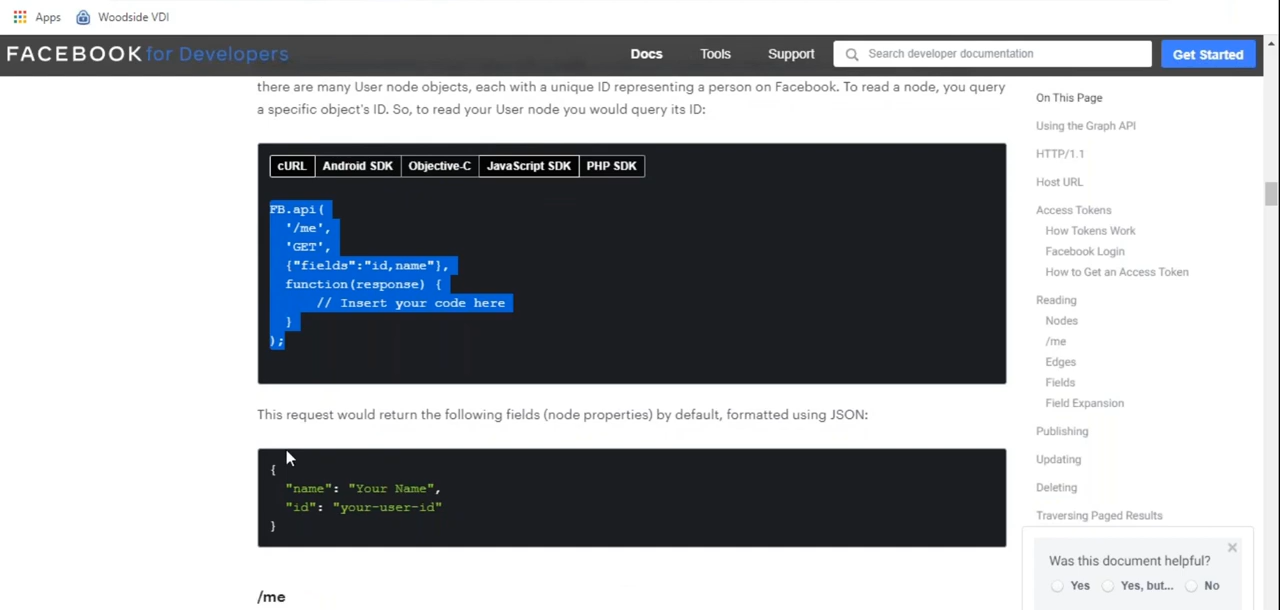 Apps Woodside VDI
FACEBOOK for Developers Docs Tools Support Search developer documentation Get Started
there are many User node objects, each with a unique ID representing a person on Facebook. To read a node, you query
a specific object's ID. So, to read your User node you would query its ID:
cURL Android SDK Objective-C JavaScript SDK PHP SDK
FB.api(
'/me',
'GET',
{"fields":"id,name"},
function(response) {
// Insert your code here
}
);
This request would return the following fields (node properties) by default, formatted using JSON:
{
"name": "Your Name",
"id": "your-user-id"
}
/me
On This Page
Using the Graph API
HTTP/1.1
Host URL
Access Tokens
How Tokens Work
Facebook Login
How to Get an Access Token
Reading
Nodes
/me
Edges
Fields
Field Expansion
Publishing
Updating
Deleting
Traversing Paged Results
Was this document helpful?
Yes Yes, but... No